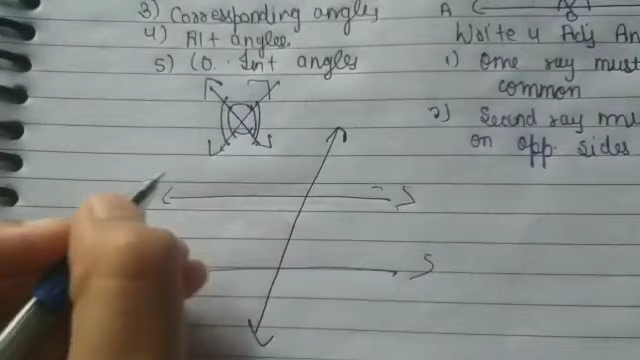 3) Corresponding angles
4) Alt angles
5) Co. Int angles
A
Write 4 Adj An
1) One ray must
common
2) Second ray mu
on opp. sides